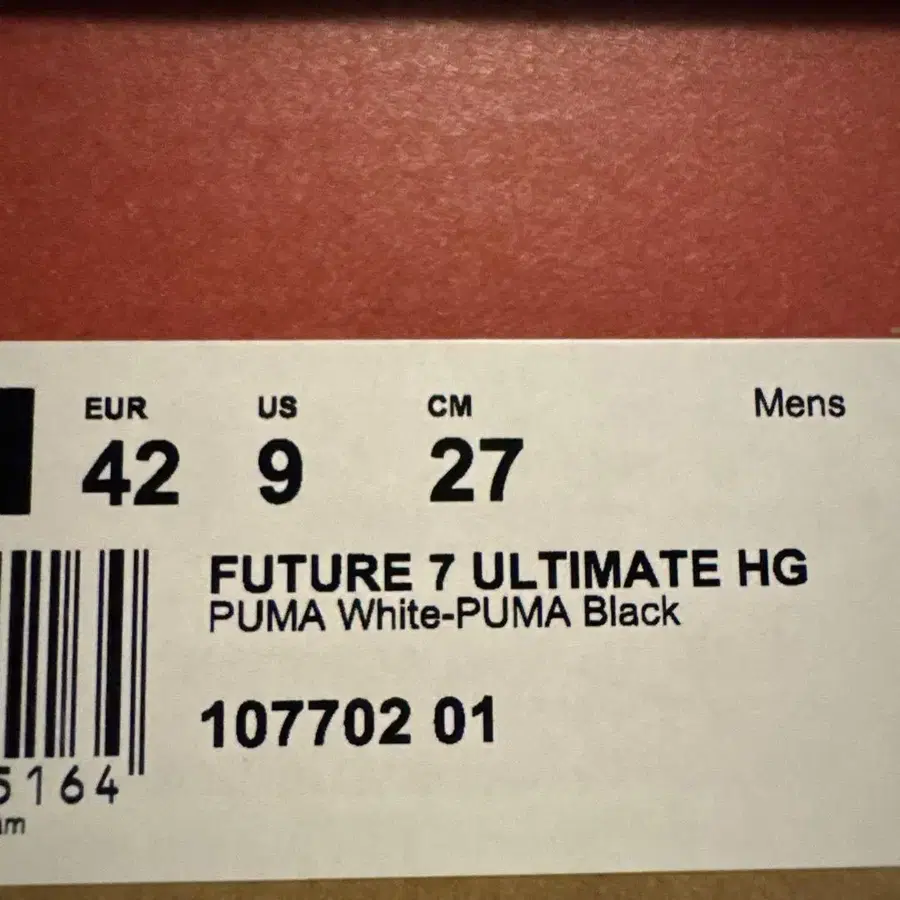 EUR US CM Mens
42 9 27
FUTURE 7 ULTIMATE HG
PUMA White-PUMA Black
107702 01
5164